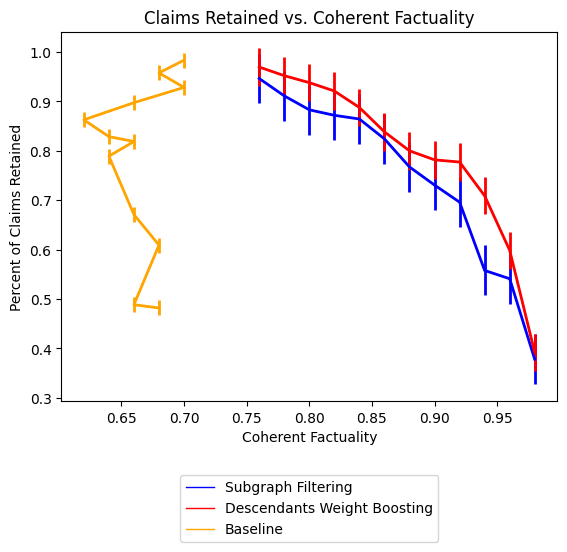 Claims Retained vs. Coherent Factuality
Percent of Claims Retained
1.0
0.9
0.8
0.7
0.6
0.5
0.4
0.3
0.65 0.70 0.75 0.80 0.85 0.90 0.95
Coherent Factuality
Subgraph Filtering
Descendants Weight Boosting
Baseline